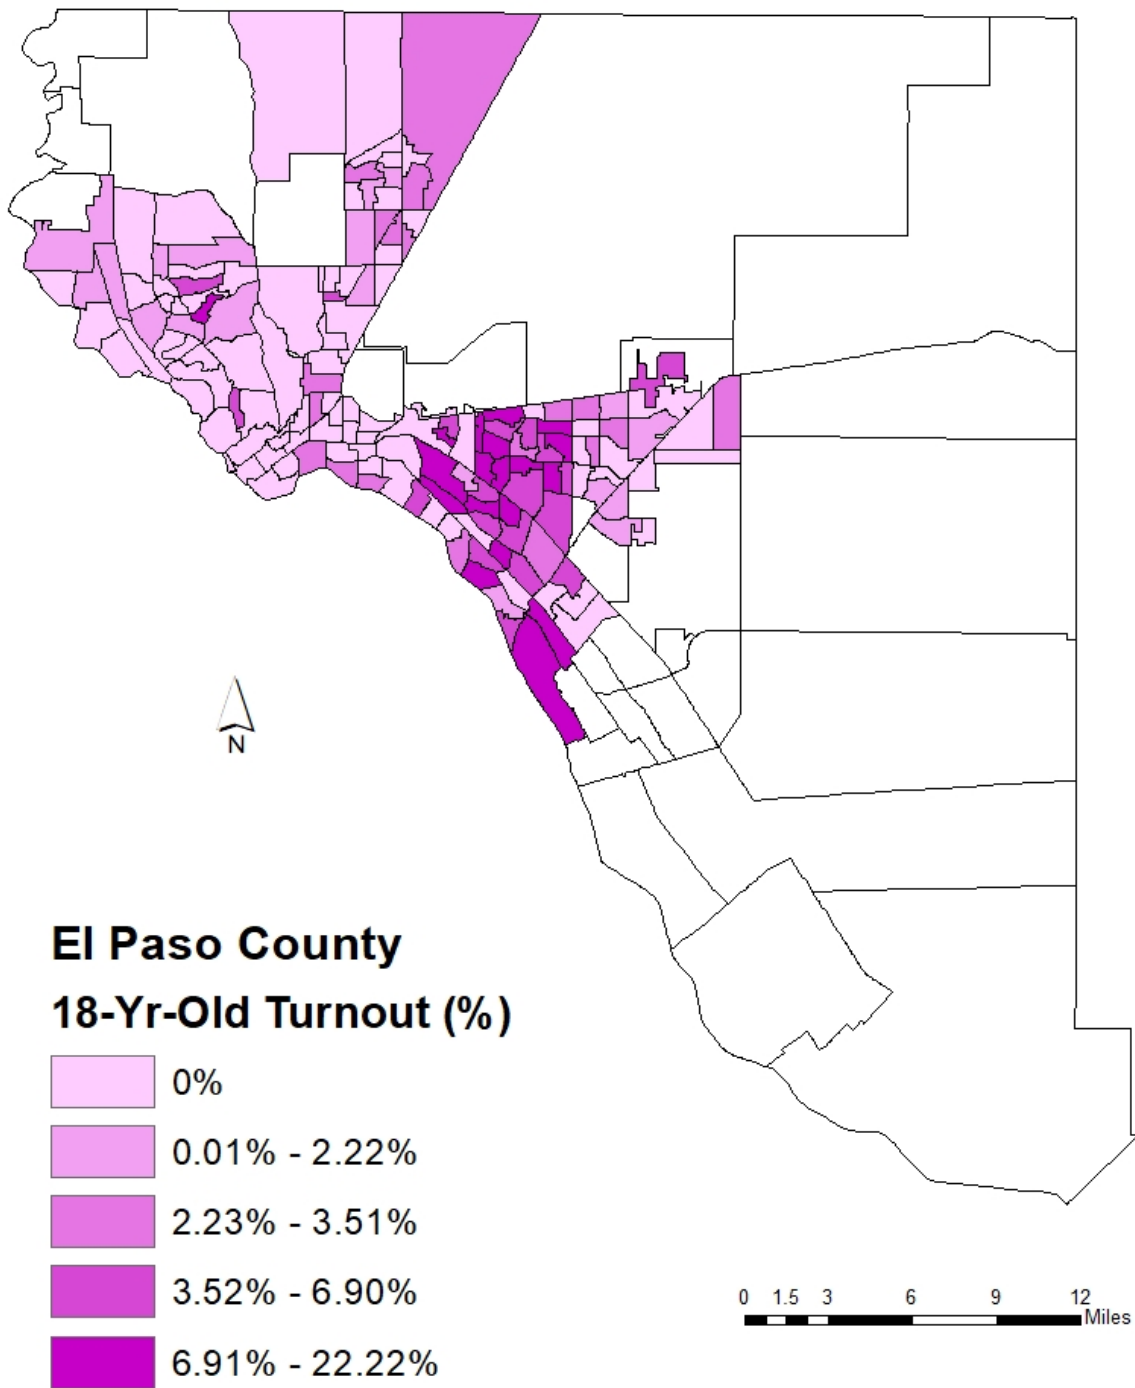 N
El Paso County
18-Yr-Old Turnout (%)
0%
0.01% - 2.22%
2.23% - 3.51%
3.52% - 6.90%
6.91% - 22.22%
0 1.5 3 6 9 12
Miles